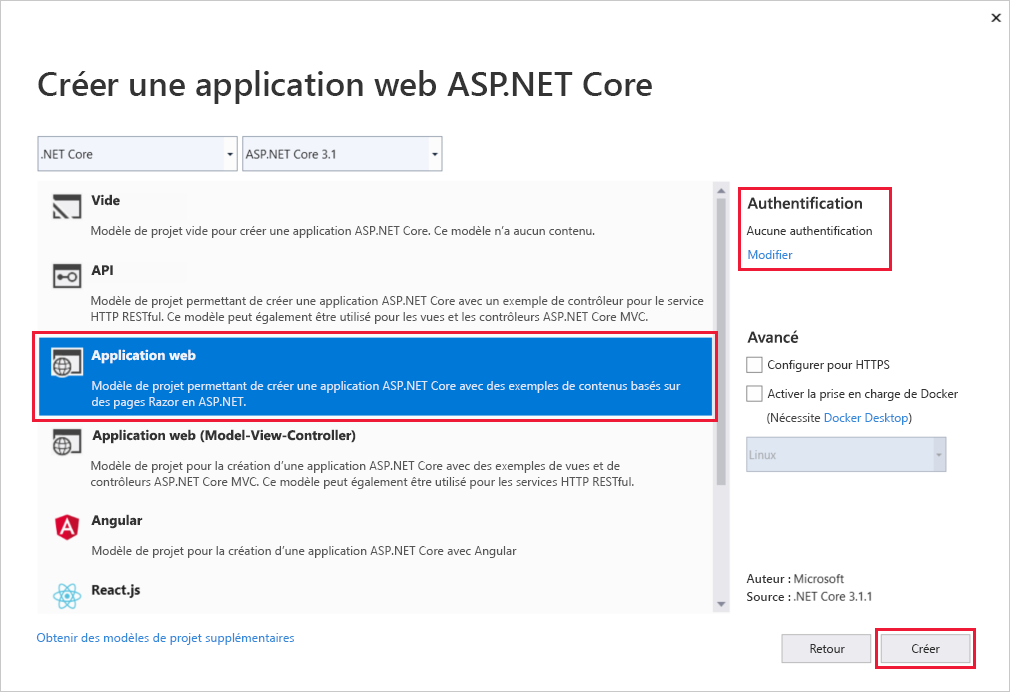 Créer une application web ASP.NET Core
.NET Core
ASP.NET Core 3.1
Vide
Modèle de projet vide pour créer une application ASP.NET Core. Ce modèle n'a aucun contenu.
API
Modèle de projet permettant de créer une application ASP.NET Core avec un exemple de contrôleur pour le service
HTTP RESTful. Ce modèle peut également être utilisé pour les vues et les contrôleurs ASP.NET Core MVC.
Application web
Modèle de projet permettant de créer une application ASP.NET Core avec des exemples de contenus basés sur
des pages Razor en ASP.NET.
Application web (Model-View-Controller)
Modèle de projet pour la création d'une application ASP.NET Core avec des exemples de vues et de
contrôleurs ASP.NET Core MVC. Ce modèle peut également être utilisé pour les services HTTP RESTful.
Angular
Modèle de projet pour la création d'une application ASP.NET Core avec Angular
React.js
Authentification
Aucune authentification
Modifier
Avancé
Configurer pour HTTPS
Activer la prise en charge de Docker
(Nécessite Docker Desktop)
Linux
Auteur : Microsoft
Source : .NET Core 3.1.1
Obtenir des modèles de projet supplémentaires
Retour
Créer